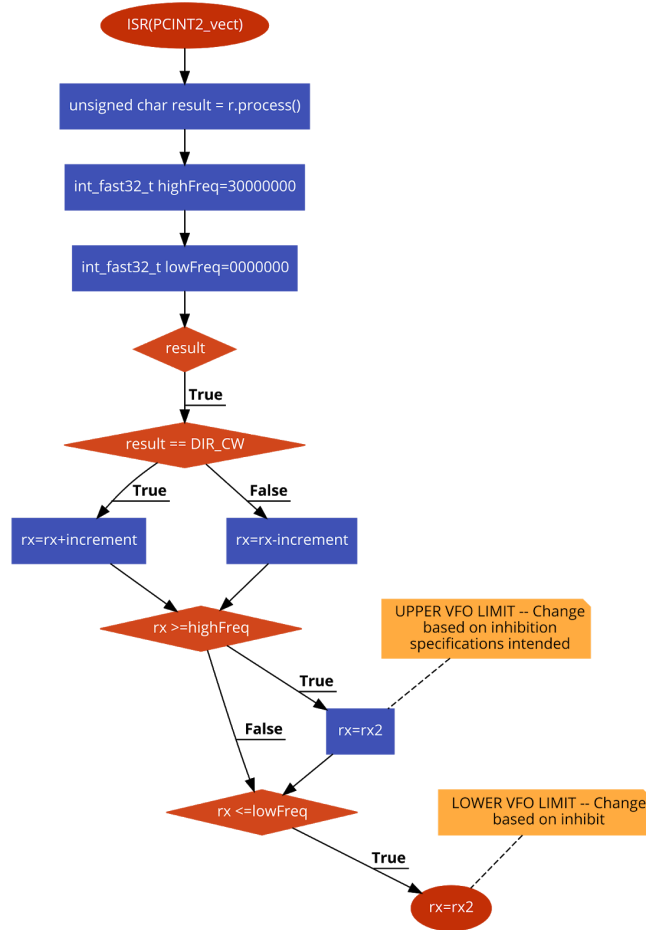 ISR(PCINT2_vect)
unsigned char result = r.process()
int_fast32_t highFreq=30000000
int_fast32_t lowFreq=0000000
result
True
result == DIR_CW
True
False
rx=rx+increment
rx=rx-increment
rx >=highFreq
UPPER VFO LIMIT -- Change
based on inhibition
specifications intended
True
False
rx=rx2
rx <=lowFreq
LOWER VFO LIMIT -- Change
based on inhibit
True
rx=rx2